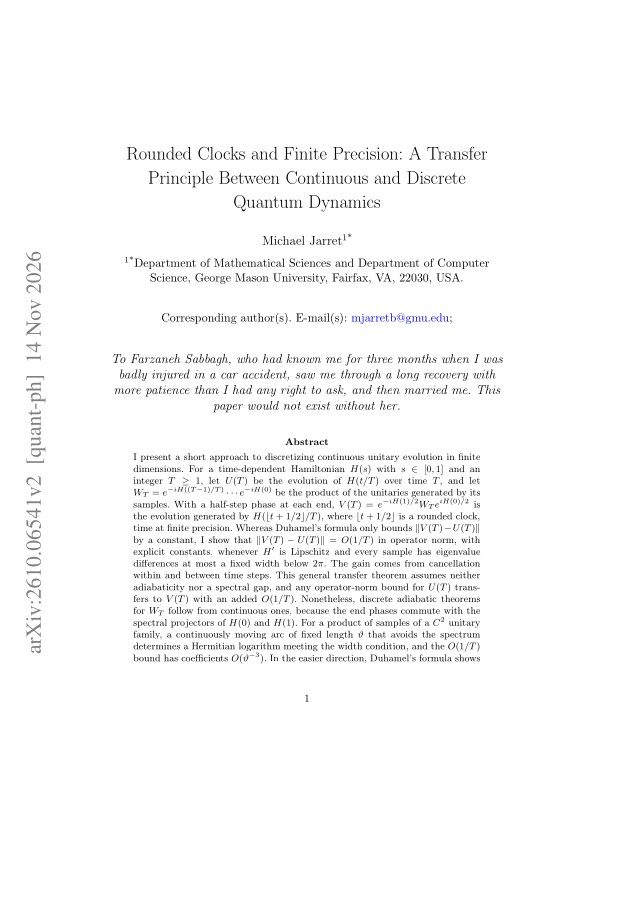 arXiv:2610.06541v2 [quant-ph] 14 Nov 2026
Rounded Clocks and Finite Precision: A Transfer
Principle Between Continuous and Discrete
Quantum Dynamics
Michael Jarret¹*
¹*Department of Mathematical Sciences and Department of Computer
Science, George Mason University, Fairfax, VA, 22030, USA.
Corresponding author(s). E-mail(s): mjarretb@gmu.edu;
To Farzaneh Sabbagh, who had known me for three months when I was
badly injured in a car accident, saw me through a long recovery with
more patience than I had any right to ask, and then married me. This
paper would not exist without her.
Abstract
I present a short approach to discretizing continuous unitary evolution in finite
dimensions. For a time-dependent Hamiltonian H(s) with s ∈ [0,1] and an
integer T ≥ 1, let U(T) be the evolution of H(t/T) over time T, and let
W_T = e^{−iH((T−1)/T)} ⋯ e^{−iH(0)} be the product of the unitaries generated by its
samples. With a half-step phase at each end, V(T) = e^{−iH(1)/2}W_T e^{iH(0)/2} is
the evolution generated by H(⌊t + 1/2⌋/T), where ⌊t + 1/2⌋ is a rounded clock,
time at finite precision. Whereas Duhamel's formula only bounds ‖V(T)−U(T)‖
by a constant, I show that ‖V(T) − U(T)‖ = O(1/T) in operator norm, with
explicit constants, whenever H′ is Lipschitz and every sample has eigenvalue
differences at most a fixed width below 2π. The gain comes from cancellation
within and between time steps. This general transfer theorem assumes neither
adiabaticity nor a spectral gap, and any operator-norm bound for U(T) trans-
fers to V(T) with an added O(1/T). Nonetheless, discrete adiabatic theorems
for W_T follow from continuous ones, because the end phases commute with the
spectral projectors of H(0) and H(1). For a product of samples of a C² unitary
family, a continuously moving arc of fixed length ϑ that avoids the spectrum
determines a Hermitian logarithm meeting the width condition, and the O(1/T)
bound has coefficients O(ϑ⁻³). In the easier direction, Duhamel's formula shows
1